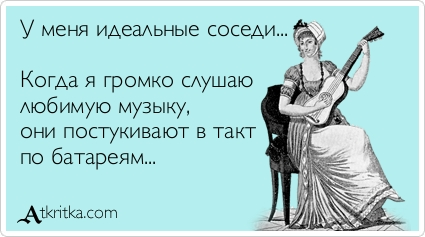 У меня идеальные соседи...
Когда я громко слушаю
любимую музыку,
они постукивают в такт
по батареям...
Atkritka.com